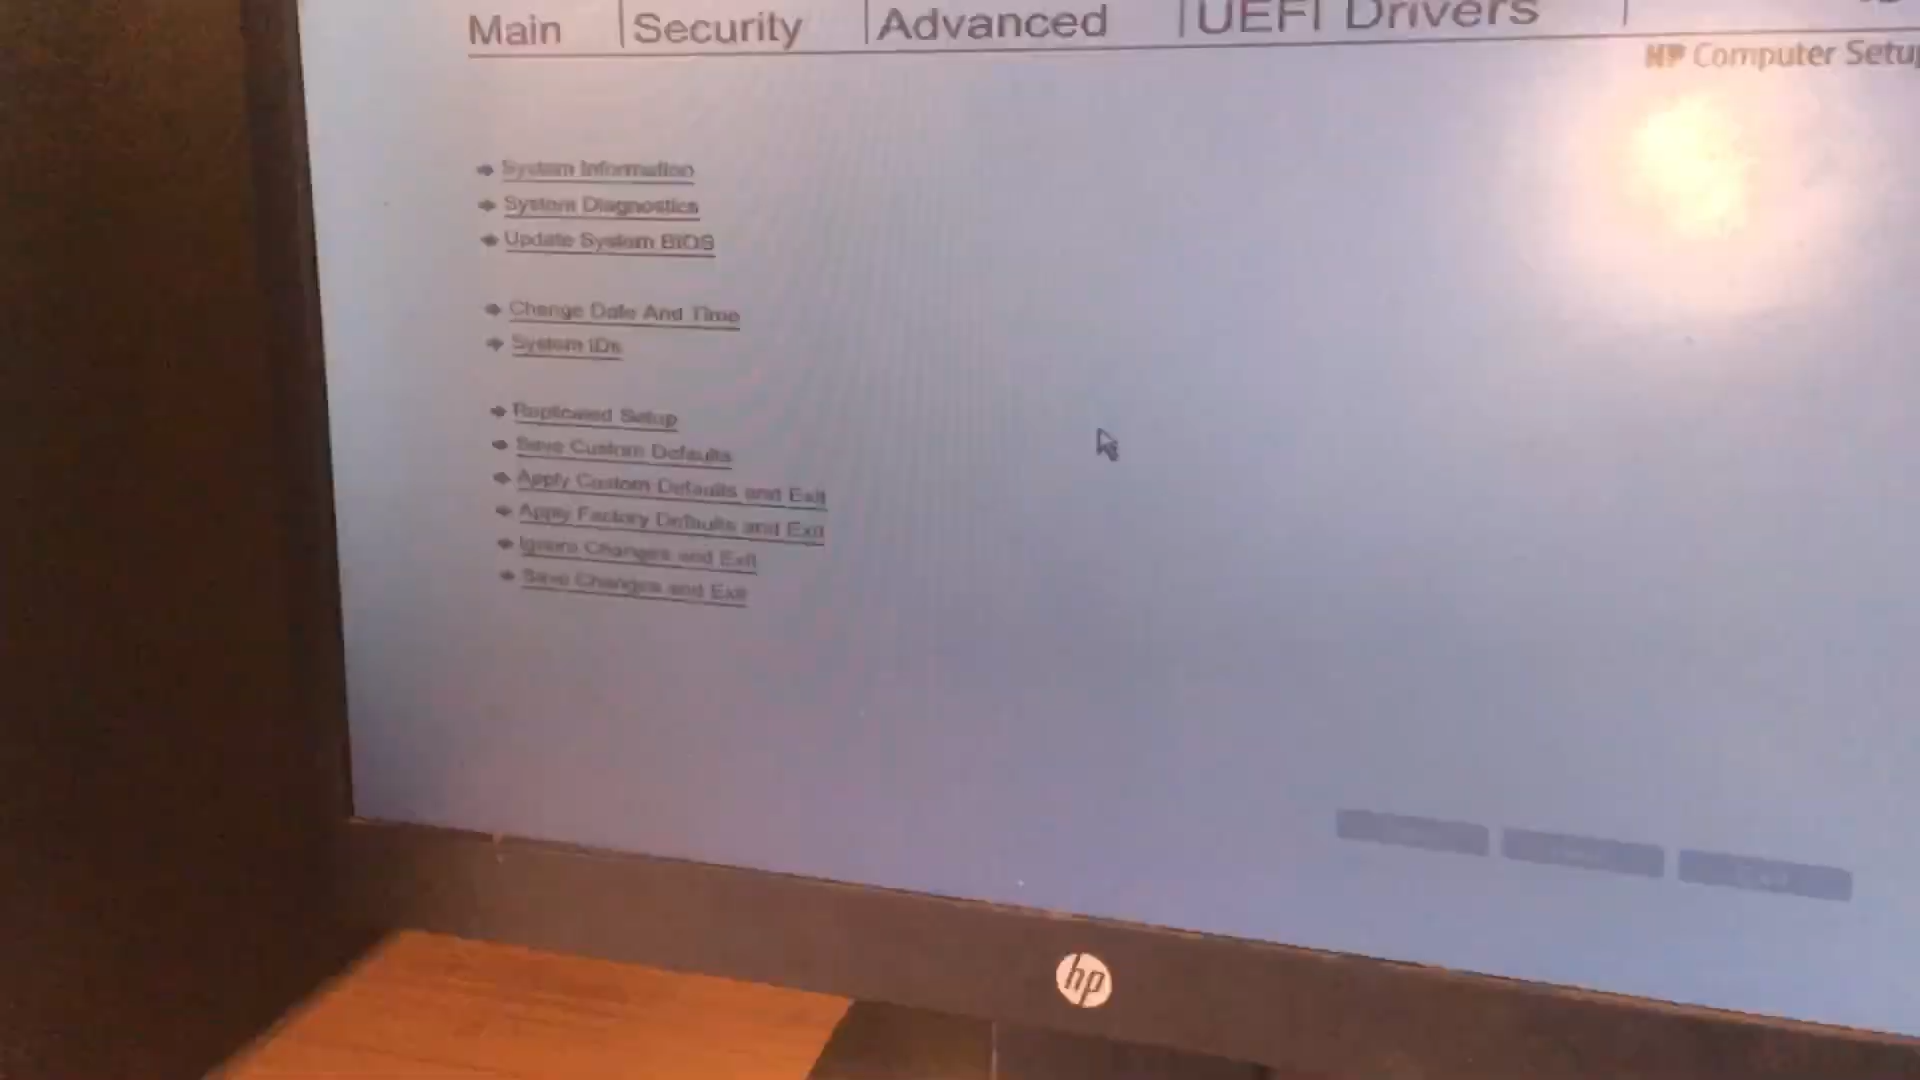 Main
Security
Advanced
UEFI Drivers
HP Computer Setup
System Information
System Diagnostics
Update System BIOS
Change Date And Time
System IDs
Replicated Setup
Save Custom Defaults
Apply Custom Defaults and Exit
Apply Factory Defaults and Exit
Ignore Changes and Exit
Save Changes and Exit
hp